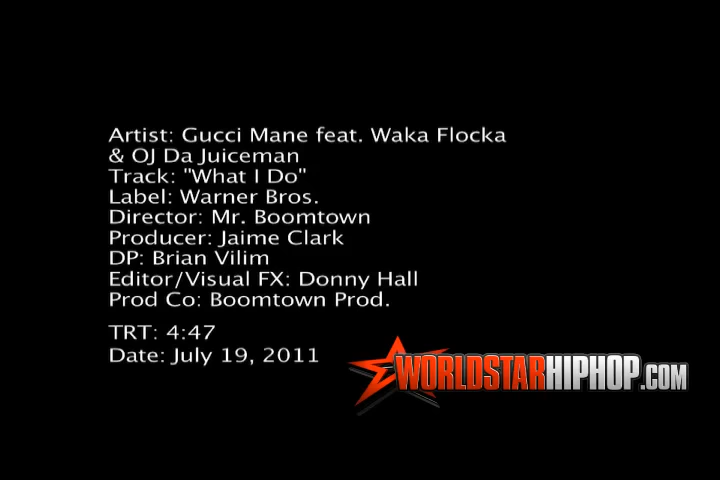 Artist: Gucci Mane feat. Waka Flocka
& OJ Da Juiceman
Track: "What I Do"
Label: Warner Bros.
Director: Mr. Boomtown
Producer: Jaime Clark
DP: Brian Vilim
Editor/Visual FX: Donny Hall
Prod Co: Boomtown Prod.
TRT: 4:47
Date: July 19, 2011
WORLDSTARHIPHOP.COM